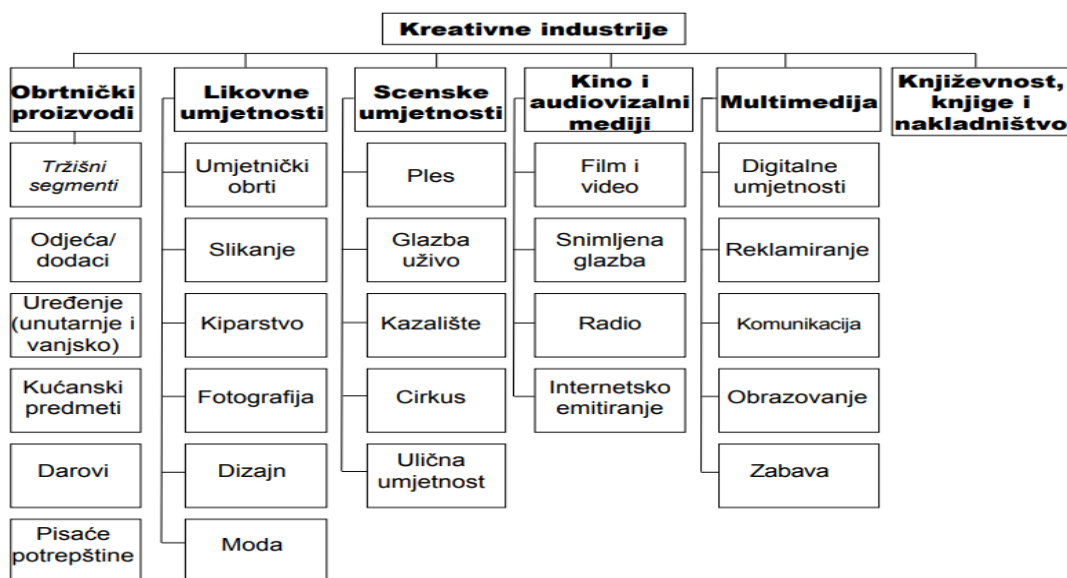 Kreativne industrije
Obrtnički
proizvodi
Likovne
umjetnosti
Scenske
umjetnosti
Kino i
audiovizalni
mediji
Multimedija
Književnost,
knjige i
nakladništvo
Tržišni
segmenti
Odjeća/
dodaci
Uređenje
(unutarnje i
vanjsko)
Kućanski
predmeti
Darovi
Pisaće
potrepštine
Umjetnički
obrti
Slikanje
Kiparstvo
Fotografija
Dizajn
Moda
Ples
Glazba
uživo
Kazalište
Cirkus
Ulična
umjetnost
Film i
video
Snimljena
glazba
Radio
Internetsko
emitiranje
Digitalne
umjetnosti
Reklamiranje
Komunikacija
Obrazovanje
Zabava